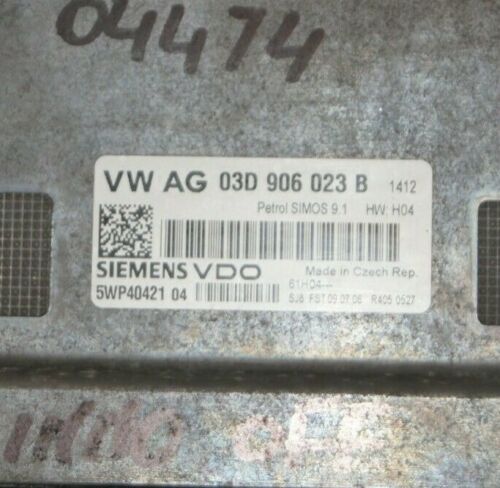 04474
VW AG 03D 906 023 B 1412
Petrol SIMOS 9.1 HW: H04
SIEMENS VDO Made in Czech Rep.
5WP40421 04 61H04---
SJ6 FST 09.07.06 R405 0527